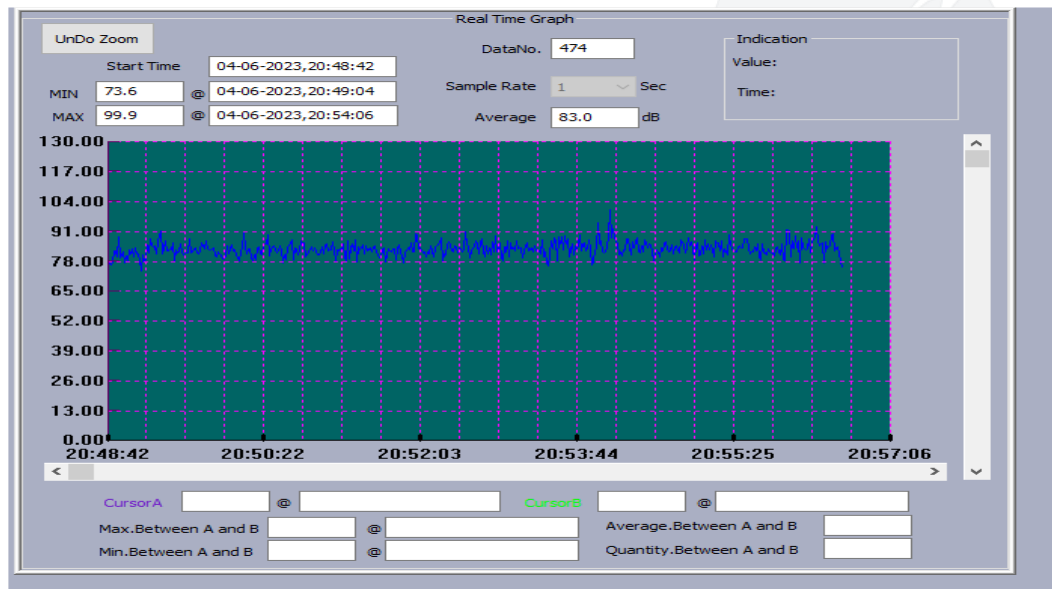 Real Time Graph
UnDo Zoom
DataNo. 474
Indication
Value:
Start Time 04-06-2023,20:48:42
Sample Rate 1 Sec
Time:
MIN 73.6 @ 04-06-2023,20:49:04
MAX 99.9 @ 04-06-2023,20:54:06
Average 83.0 dB
130.00
117.00
104.00
91.00
78.00
65.00
52.00
39.00
26.00
13.00
0.00
20:48:42 20:50:22 20:52:03 20:53:44 20:55:25 20:57:06
CursorA @ CursorB @
Max.Between A and B @ Average.Between A and B
Min.Between A and B @ Quantity.Between A and B